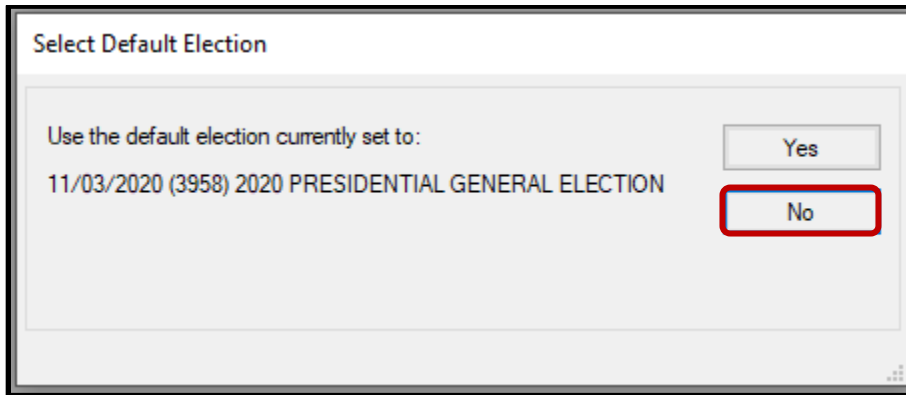 Select Default Election
Use the default election currently set to:
11/03/2020 (3958) 2020 PRESIDENTIAL GENERAL ELECTION
Yes
No